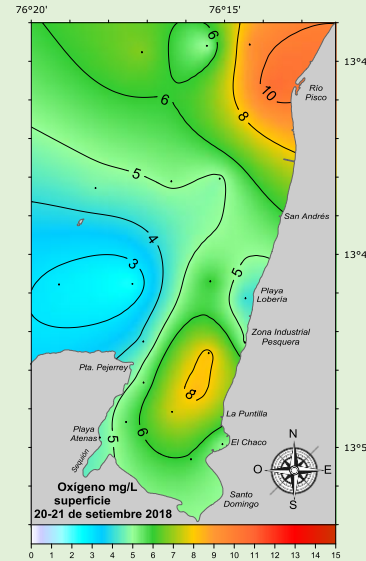 76°20' 76°15'
6
13°4
10
Río
Pisco
6
8
5
San Andrés
4
13°4
3
5
Playa
Lobería
Zona Industrial
Pesquera
Pta. Pejerrey
8
La Puntilla
N
Playa
Atenas
5
6
El Chaco
13°5
Sequión
O E
Oxígeno mg/L
superficie
20-21 de setiembre 2018
Santo
Domingo
S
0 1 2 3 4 5 6 7 8 9 10 11 12 13 14 15